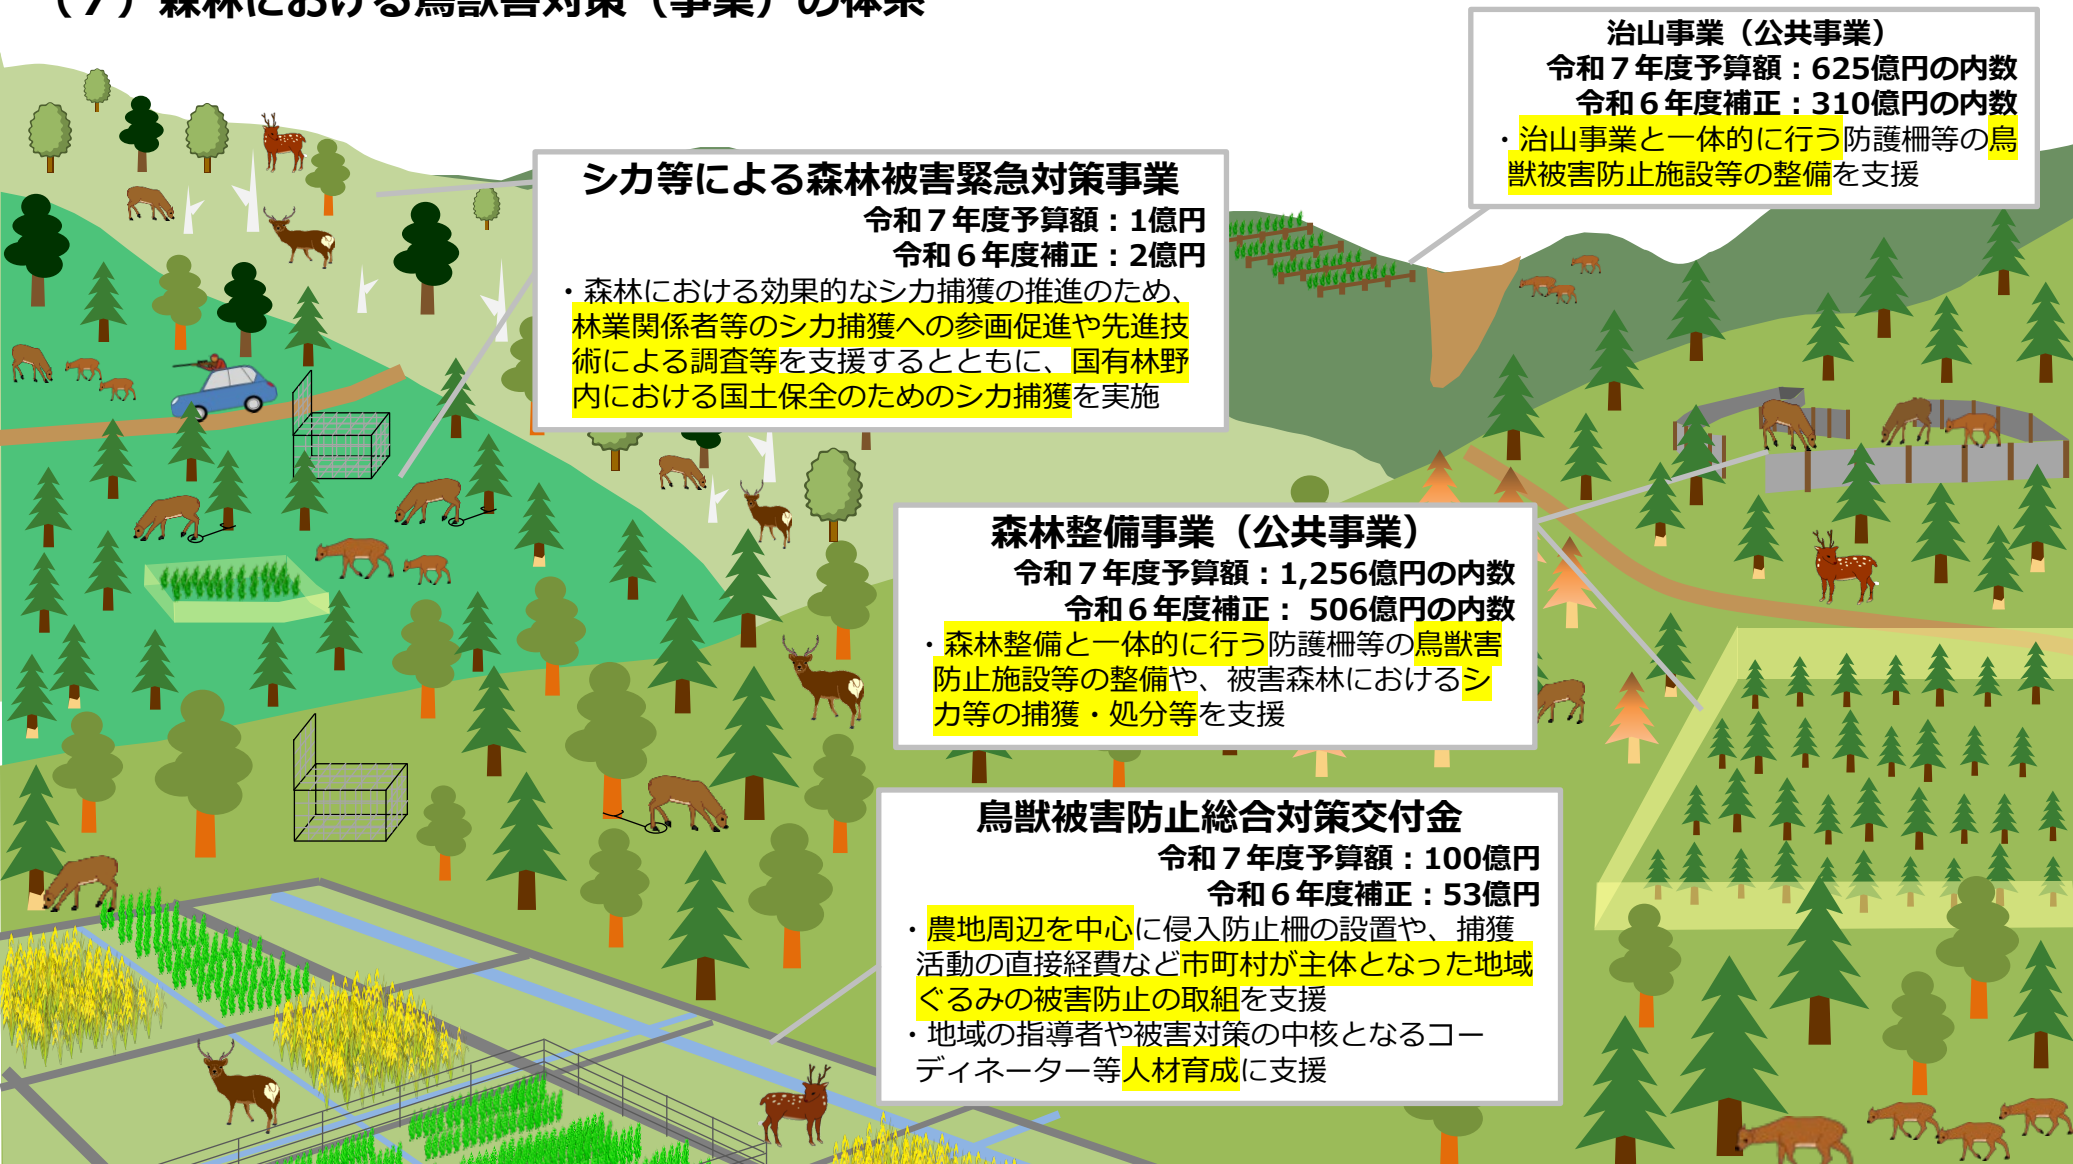 （７）森林における鳥獣害対策（事業）の体系
治山事業（公共事業）
令和７年度予算額：625億円の内数
令和６年度補正：310億円の内数
・治山事業と一体的に行う防護柵等の鳥
獣被害防止施設等の整備を支援
シカ等による森林被害緊急対策事業
令和７年度予算額：1億円
令和６年度補正：2億円
・森林における効果的なシカ捕獲の推進のため、
林業関係者等のシカ捕獲への参画促進や先進技
術による調査等を支援するとともに、国有林野
内における国土保全のためのシカ捕獲を実施
森林整備事業（公共事業）
令和７年度予算額：1,256億円の内数
令和６年度補正： 506億円の内数
・森林整備と一体的に行う防護柵等の鳥獣害
防止施設等の整備や、被害森林におけるシ
カ等の捕獲・処分等を支援
鳥獣被害防止総合対策交付金
令和７年度予算額：100億円
令和６年度補正：53億円
・農地周辺を中心に侵入防止柵の設置や、捕獲
活動の直接経費など市町村が主体となった地域
ぐるみの被害防止の取組を支援
・地域の指導者や被害対策の中核となるコー
ディネーター等人材育成に支援